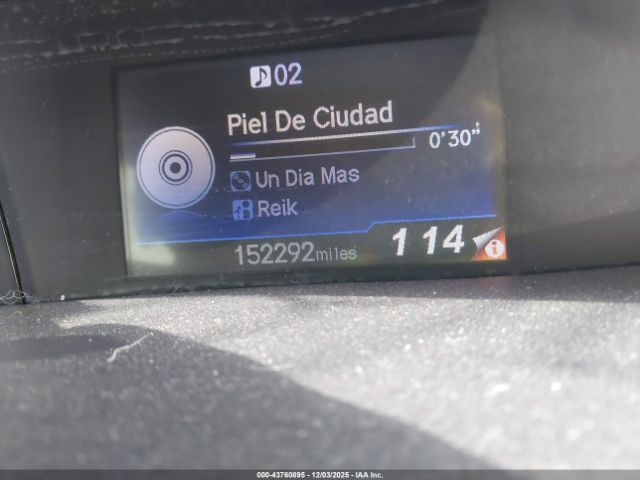 02
Piel De Ciudad
0'30"
Un Dia Mas
Reik
152292miles 1 14
000-43760895 - 12/03/2025 - IAA Inc.